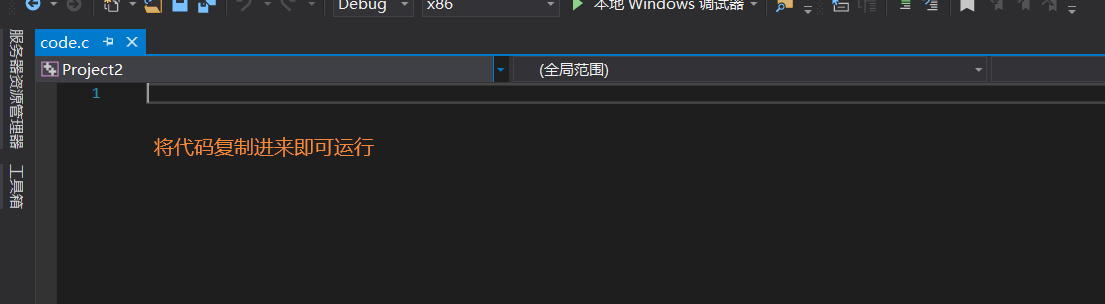 Debug
x86
本地 Windows 调试器
code.c
Project2
(全局范围)
服务器资源管理器
工具箱
1
将代码复制进来即可运行